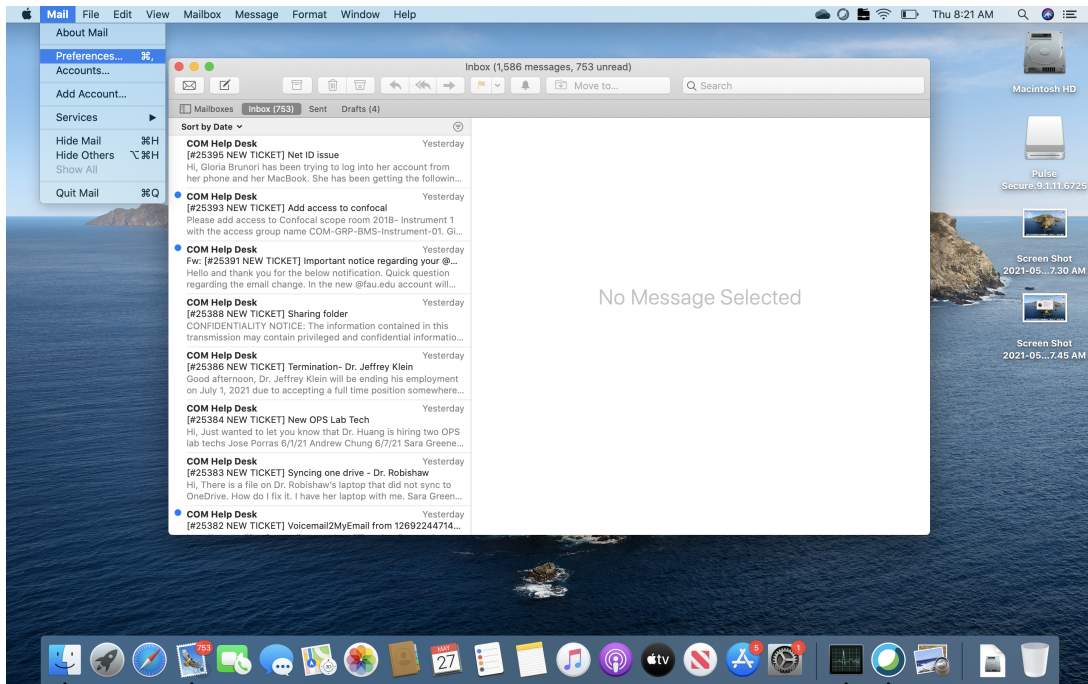 Mail File Edit View Mailbox Message Format Window Help Thu 8:21 AM
About Mail
Preferences... ⌘,
Accounts...
Add Account...
Services
Hide Mail ⌘H
Hide Others ⌥⌘H
Show All
Quit Mail ⌘Q
Inbox (1,586 messages, 753 unread)
Move to...
Search
Mailboxes Inbox (753) Sent Drafts (4)
Sort by Date
COM Help Desk Yesterday
[#25395 NEW TICKET] Net ID issue
Hi, Gloria Brunori has been trying to log into her account from
her phone and her MacBook. She has been getting the followin...
COM Help Desk Yesterday
[#25393 NEW TICKET] Add access to confocal
Please add access to Confocal scope room 201B- Instrument 1
with the access group name COM-GRP-BMS-Instrument-01. Gi...
COM Help Desk Yesterday
Fw: [#25391 NEW TICKET] Important notice regarding your @...
Hello and thank you for the below notification. Quick question
regarding the email change. In the new @fau.edu account will...
COM Help Desk Yesterday
[#25388 NEW TICKET] Sharing folder
CONFIDENTIALITY NOTICE: The information contained in this
transmission may contain privileged and confidential informatio...
COM Help Desk Yesterday
[#25386 NEW TICKET] Termination- Dr. Jeffrey Klein
Good afternoon, Dr. Jeffrey Klein will be ending his employment
on July 1, 2021 due to accepting a full time position somewhere...
COM Help Desk Yesterday
[#25384 NEW TICKET] New OPS Lab Tech
Hi, Just wanted to let you know that Dr. Huang is hiring two OPS
lab techs Jose Porras 6/1/21 Andrew Chung 6/7/21 Sara Greene...
COM Help Desk Yesterday
[#25383 NEW TICKET] Syncing one drive - Dr. Robishaw
Hi, There is a file on Dr. Robishaw's laptop that did not sync to
OneDrive. How do I fix it. I have her laptop with me. Sara Green...
COM Help Desk Yesterday
[#25382 NEW TICKET] Voicemail2MyEmail from 12692244714...
No Message Selected
Macintosh HD
Pulse
Secure.9.1.11.6725
Screen Shot
2021-05...7.30 AM
Screen Shot
2021-05...7.45 AM
753
MAY
27
tv
5
1